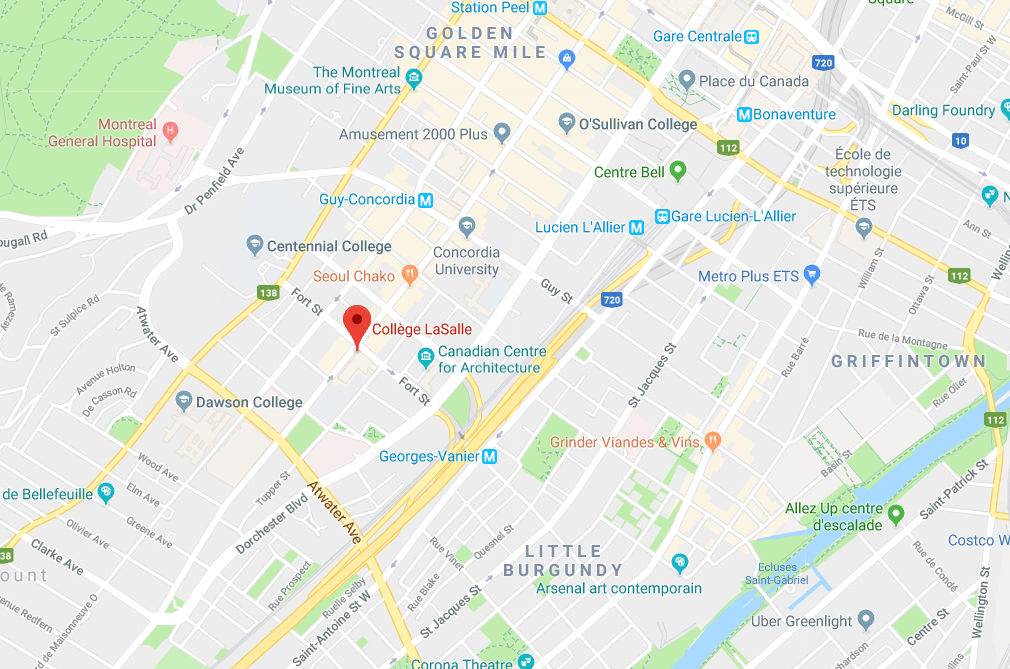 Station Peel
Square
McGill St
GOLDEN
SQUARE MILE
Gare Centrale
Saint-Paul St W
720
The Montreal
Museum of Fine Arts
Place du Canada
Darling Foundry
Bonaventure
Montreal
General Hospital
H
Amusement 2000 Plus
O'Sullivan College
112
10
École de
technologie
supérieure
ÉTS
Dr Penfield Ave
Centre Bell
Guy-Concordia
Lucien L'Allier
Gare Lucien-L'Allier
N
Ann St
Centennial College
Concordia
University
Seoul Chako
Guy St
Metro Plus ETS
William St
Ottawa St
112
138
Fort St
720
St Sulpice Rd
Atwater Ave
Collège LaSalle
Canadian Centre
for Architecture
Rue de la Montagne
Rue Barré
GRIFFINTOWN
St Jacques St
Avenue Holton
De Casson Rd
Fort St
Rue Olier
Dawson College
112
Grinder Viandes & Vins
Georges-Vanier
Basin St
Wood Ave
Tupper St
Saint-Patrick St
de Bellefeuille
Elm Ave
Atwater Ave
Dorchester Blvd
Allez Up centre
d'escalade
Olivier Ave
Greene Ave
Quesnel St
Rue Vinet
Costco W
Clarke Ave
LITTLE
BURGUNDY
38
ount
Rue Prospect
Rue Blake
Ruelle Selby
Arsenal art contemporain
Ecluses
Saint-Gabriel
Rue de Condé
Wellington St
St Jacques St
Saint-Antoine St W
Uber Greenlight
Centre St
de Maisonneuve O
Corona Theatre